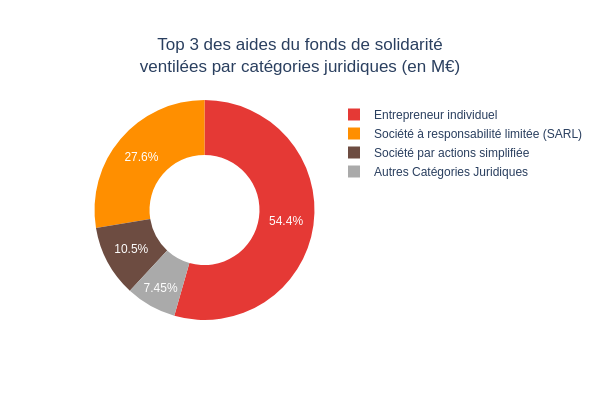 Top 3 des aides du fonds de solidarité
ventilées par catégories juridiques (en M€)
Entrepreneur individuel
Société à responsabilité limitée (SARL)
Société par actions simplifiée
Autres Catégories Juridiques
27.6%
54.4%
10.5%
7.45%